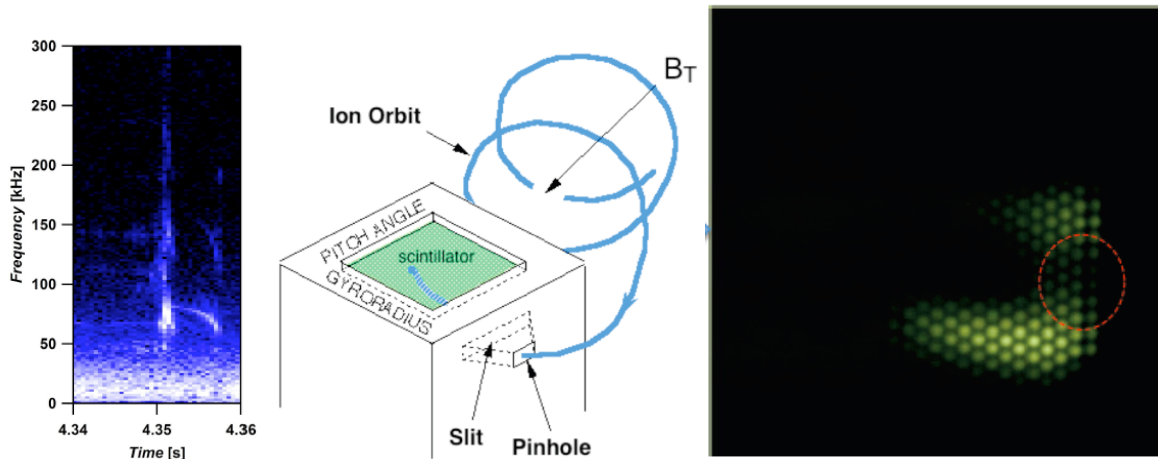 300
250
200
150
100
50
0
4.34 4.35 4.36
Frequency [kHz]
Time [s]
B_T
Ion Orbit
PITCH ANGLE
scintillator
GYRORADIUS
Slit
Pinhole